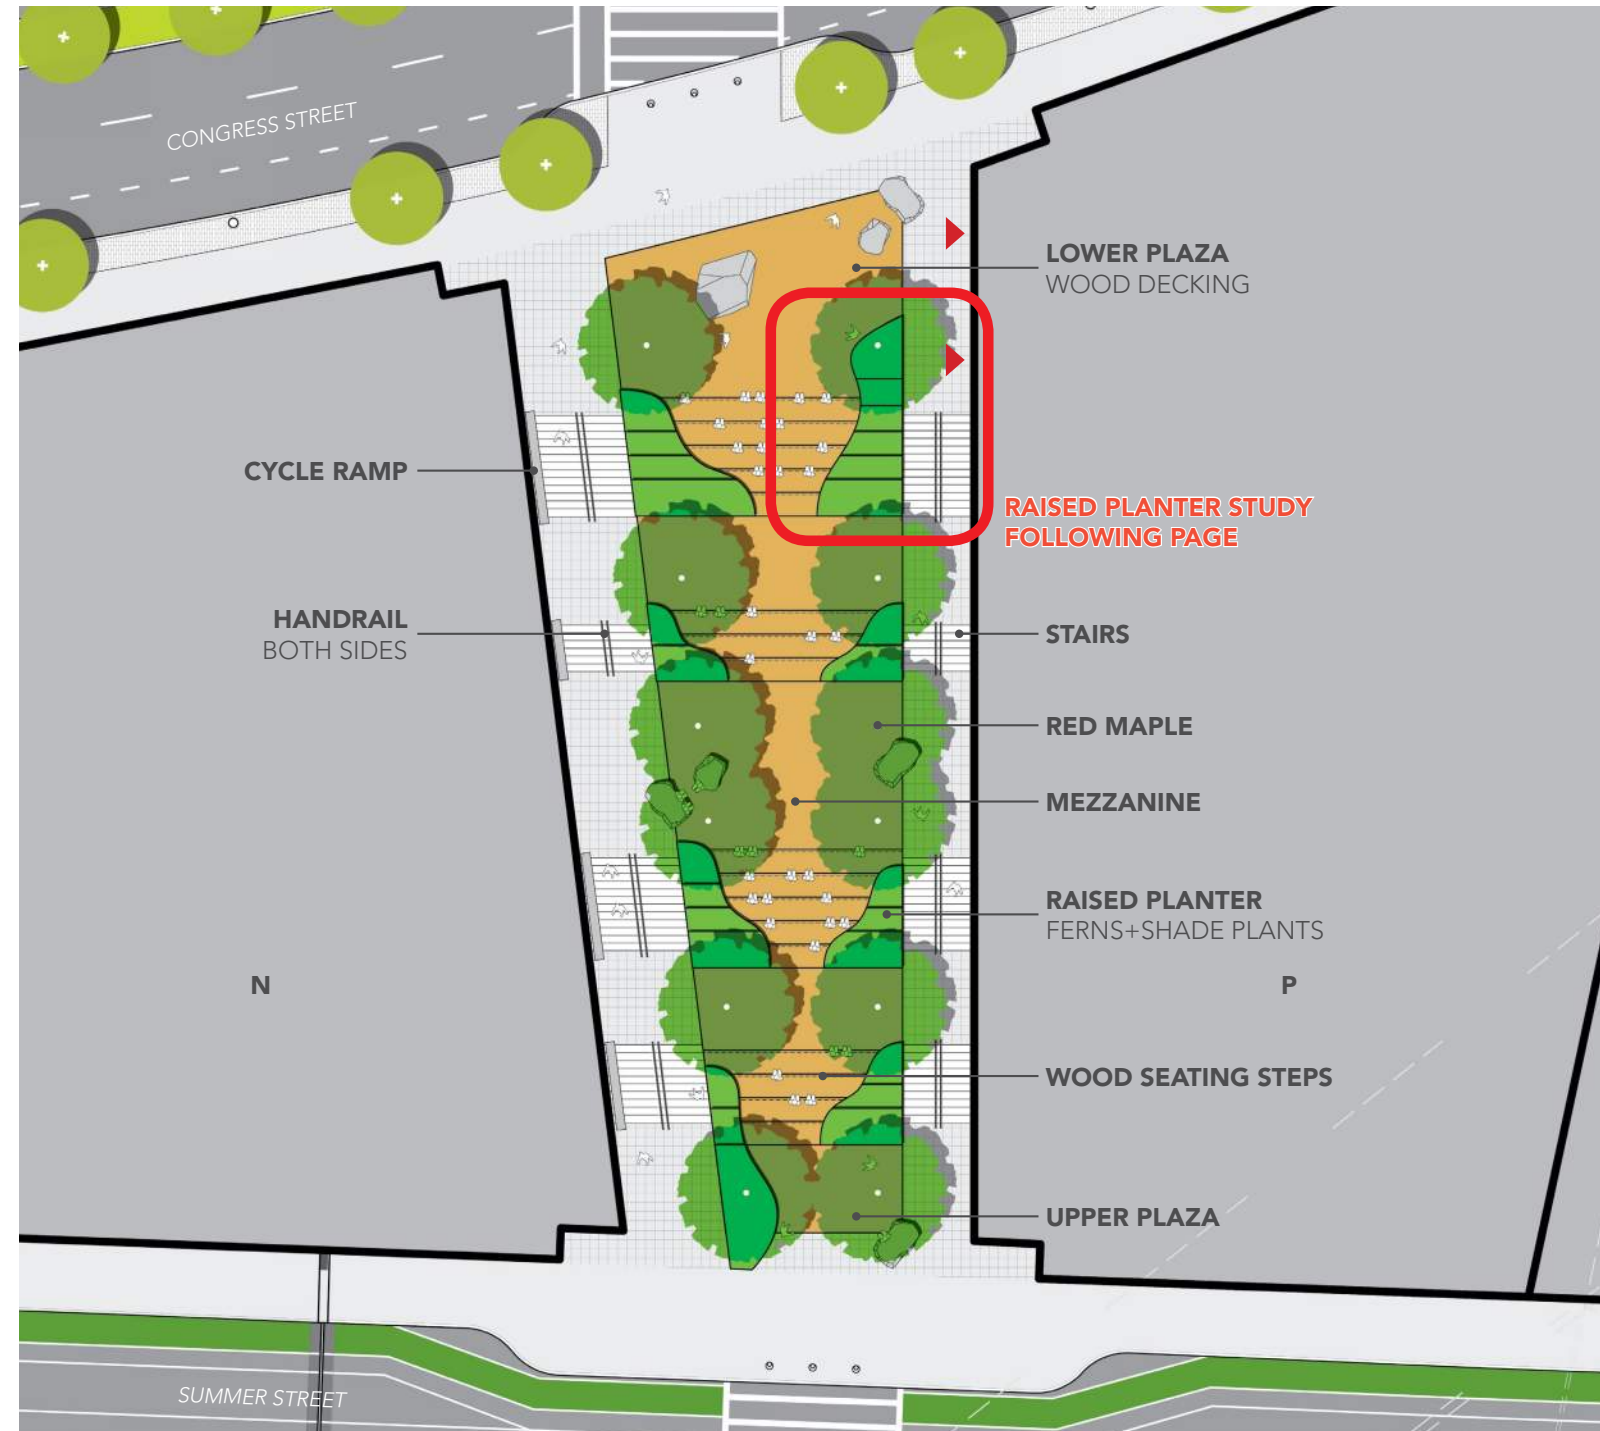 CONGRESS STREET
LOWER PLAZA
WOOD DECKING
CYCLE RAMP
RAISED PLANTER STUDY
FOLLOWING PAGE
HANDRAIL
BOTH SIDES
STAIRS
RED MAPLE
MEZZANINE
RAISED PLANTER
FERNS+SHADE PLANTS
N
P
WOOD SEATING STEPS
UPPER PLAZA
SUMMER STREET